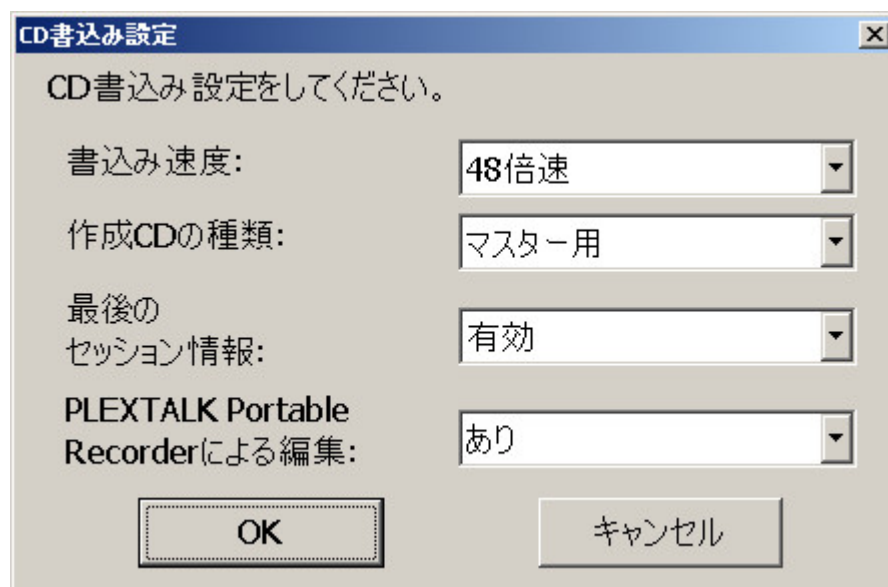 CD書込み設定
CD書込み設定をしてください。
書込み速度:
48倍速
作成CDの種類:
マスター用
最後の
セッション情報:
有効
PLEXTALK Portable
Recorderによる編集:
あり
OK
キャンセル